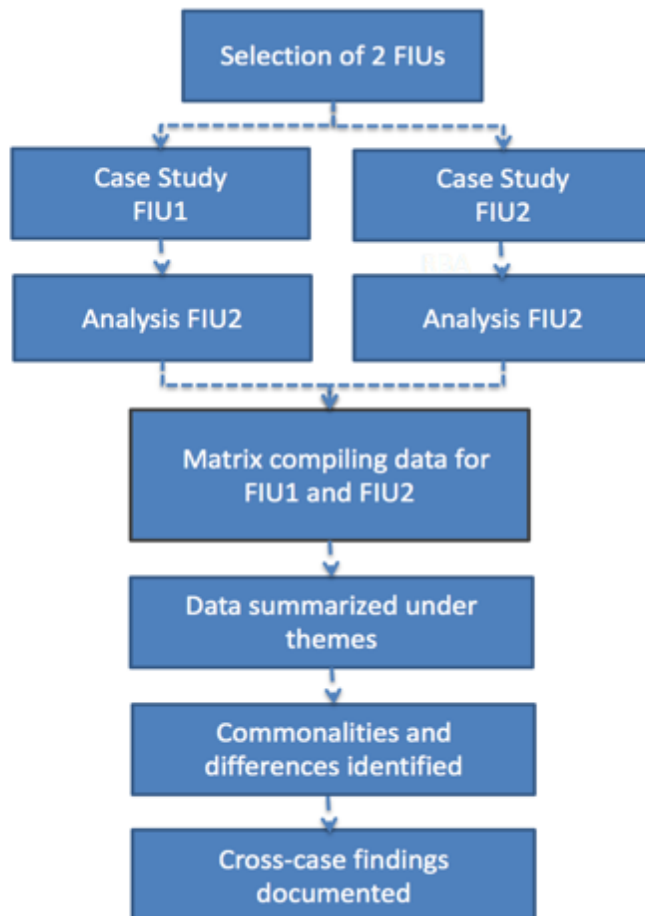 Selection of 2 FIUs
Case Study
FIU1
Case Study
FIU2
Analysis FIU2
Analysis FIU2
Matrix compiling data for
FIU1 and FIU2
Data summarized under
themes
Commonalities and
differences identified
Cross-case findings
documented